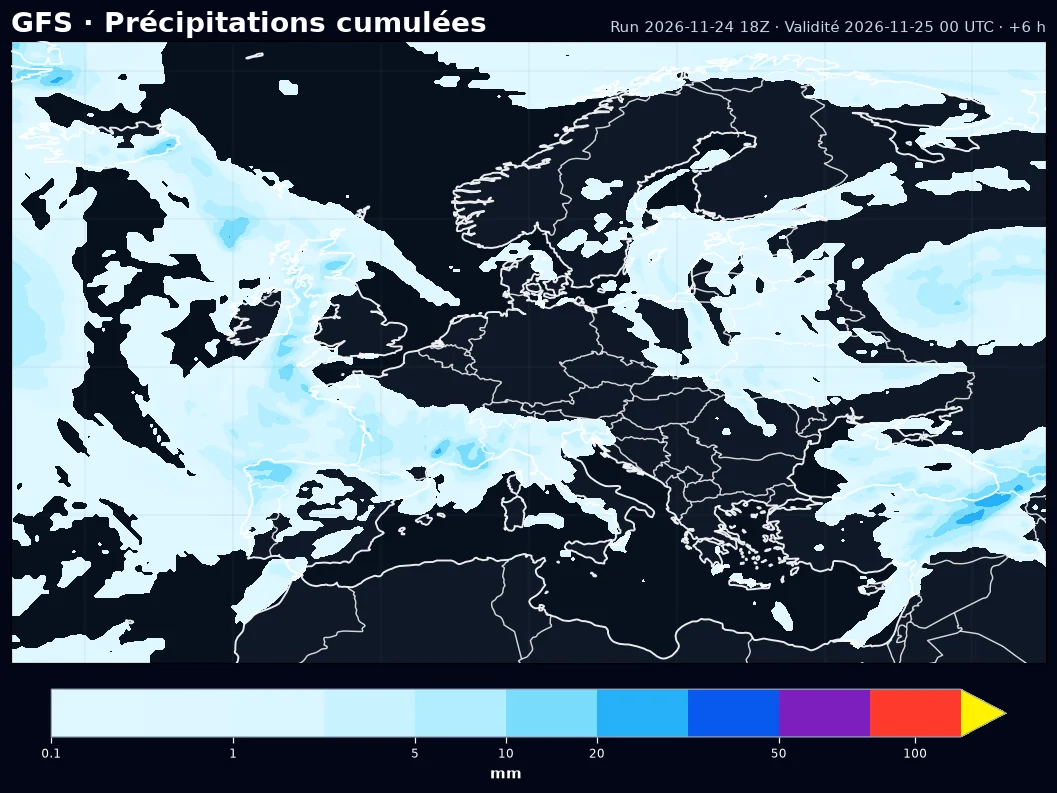 GFS · Précipitations cumulées
Run 2026-11-24 18Z · Validité 2026-11-25 00 UTC · +6 h
0.1 1 5 10 20 50 100
mm